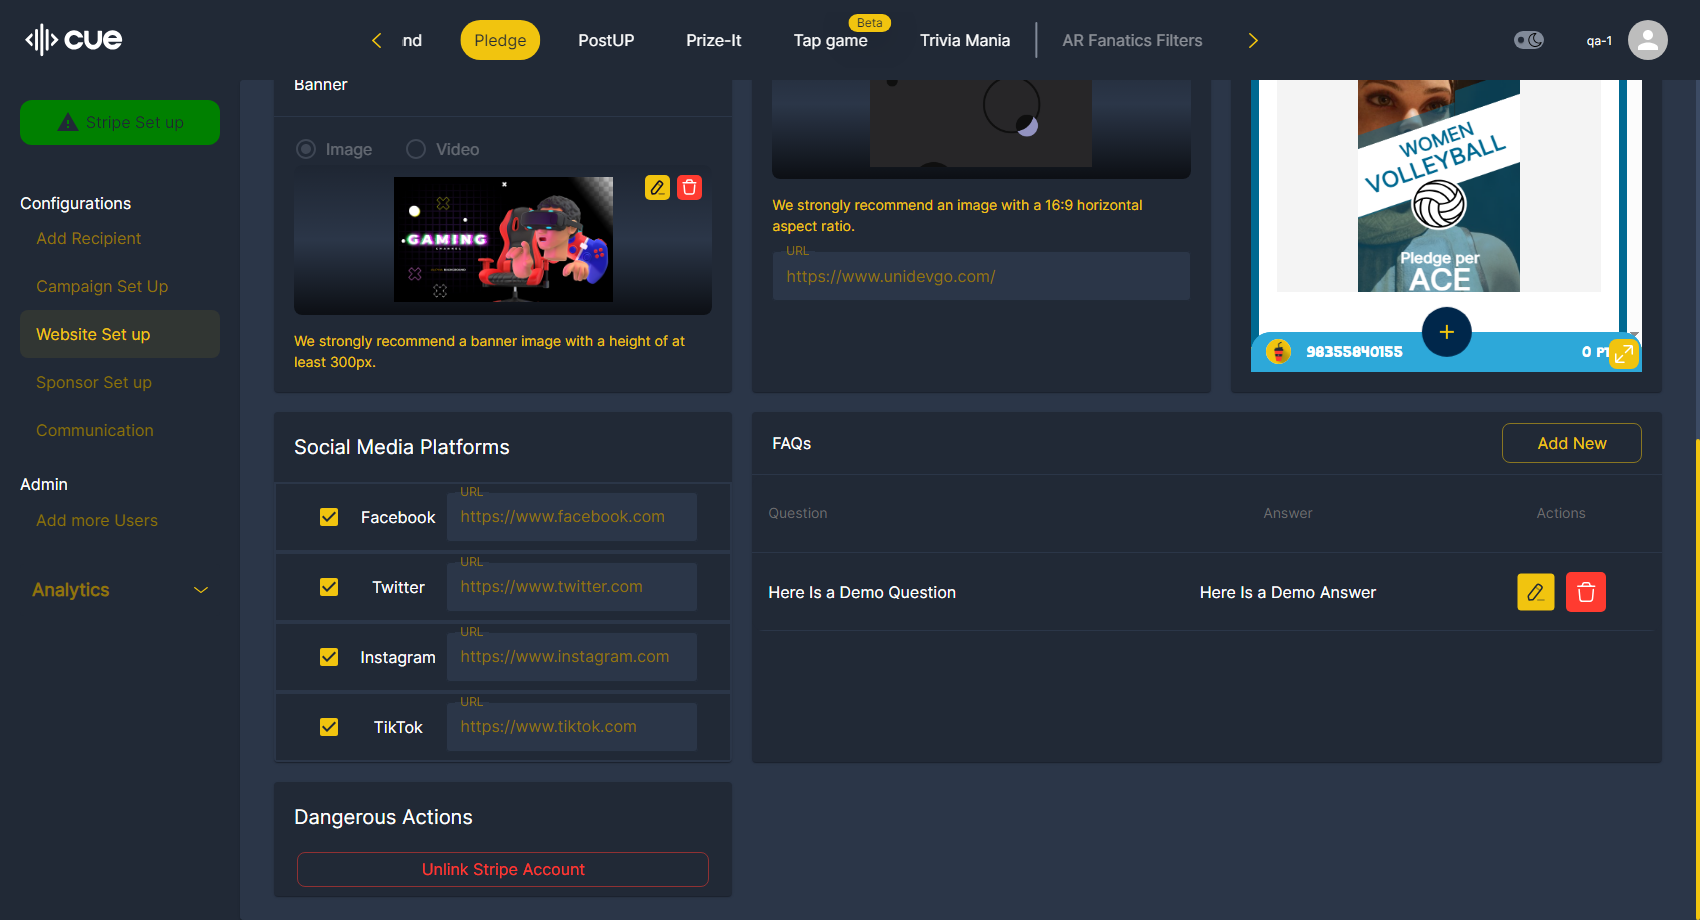 cue
nd
Pledge
PostUP
Prize-It
Tap game
Beta
Trivia Mania
AR Fanatics Filters
qa-1
Stripe Set up
Configurations
Add Recipient
Campaign Set Up
Website Set up
Sponsor Set up
Communication
Admin
Add more Users
Analytics
Banner
Image
Video
GAMING
We strongly recommend a banner image with a height of at
least 300px.
We strongly recommend an image with a 16:9 horizontal
aspect ratio.
URL
https://www.unidevgo.com/
WOMEN
VOLLEYBALL
Pledge per
ACE
98355840155
0 PT
Social Media Platforms
Facebook
URL
https://www.facebook.com
Twitter
URL
https://www.twitter.com
Instagram
URL
https://www.instagram.com
TikTok
URL
https://www.tiktok.com
FAQs
Add New
Question
Answer
Actions
Here Is a Demo Question
Here Is a Demo Answer
Dangerous Actions
Unlink Stripe Account